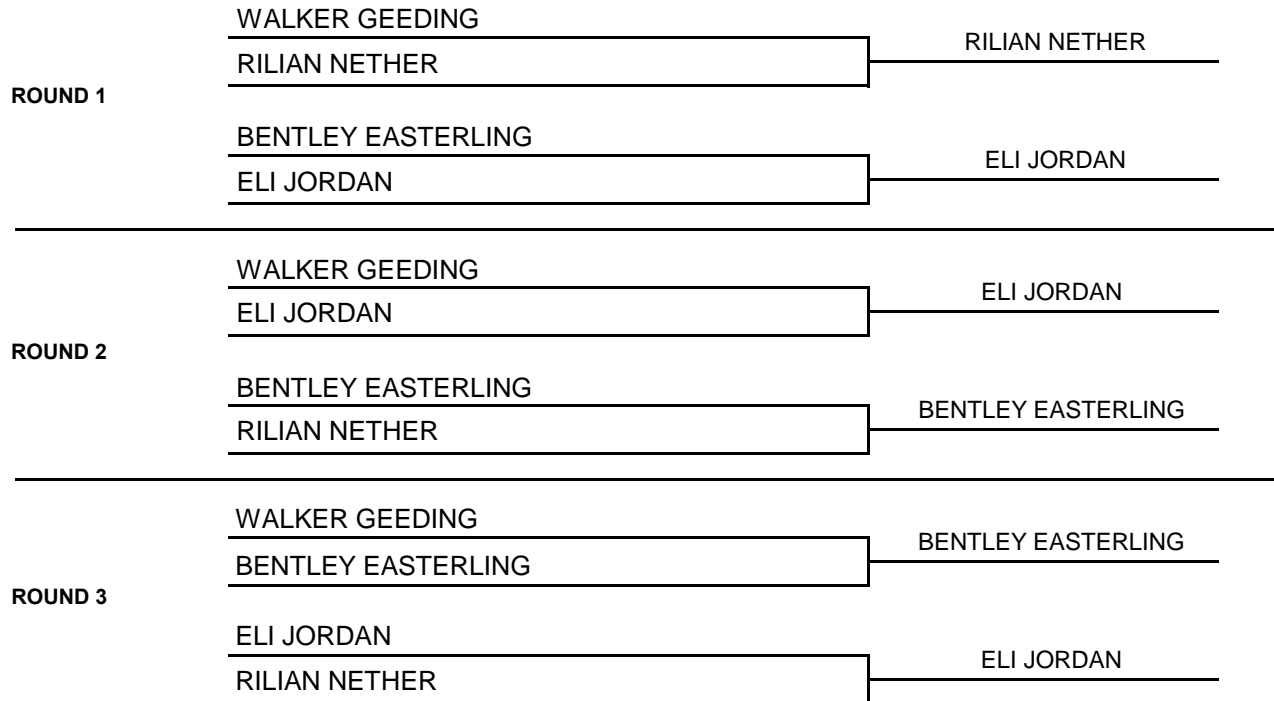 WALKER GEEDING
RILIAN NETHER
RILIAN NETHER
ROUND 1
BENTLEY EASTERLING
ELI JORDAN
ELI JORDAN
WALKER GEEDING
ELI JORDAN
ELI JORDAN
ROUND 2
BENTLEY EASTERLING
BENTLEY EASTERLING
RILIAN NETHER
WALKER GEEDING
BENTLEY EASTERLING
BENTLEY EASTERLING
ROUND 3
ELI JORDAN
ELI JORDAN
RILIAN NETHER